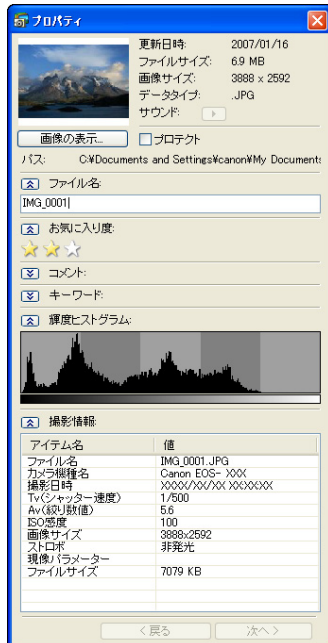 プロパティ
更新日時: 2007/01/16
ファイルサイズ: 6.9 MB
画像サイズ: 3888 x 2592
データタイプ: .JPG
サウンド:
画像の表示...
プロテクト
パス: C:¥Documents and Settings¥canon¥My Documents
ファイル名:
IMG_0001
お気に入り度:
コメント:
キーワード:
輝度ヒストグラム:
撮影情報:
アイテム名 値
ファイル名 IMG_0001.JPG
カメラ機種名 Canon EOS- XXX
撮影日時 XXXX/XX/XX XXXXXXX
Tv(シャッター速度) 1/500
Av(絞り数値) 5.6
ISO感度 100
画像サイズ 3888x2592
ストロボ 非発光
現像パラメーター
ファイルサイズ 7079 KB
< 戻る 次へ >